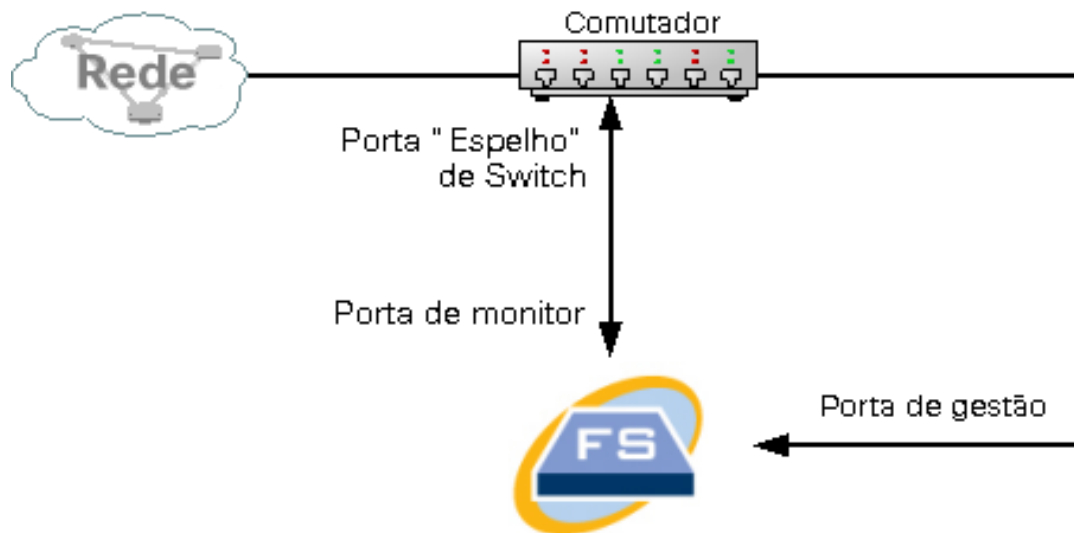 Comutador
Rede
Porta "Espelho"
de Switch
Porta de monitor
Porta de gestão
FS